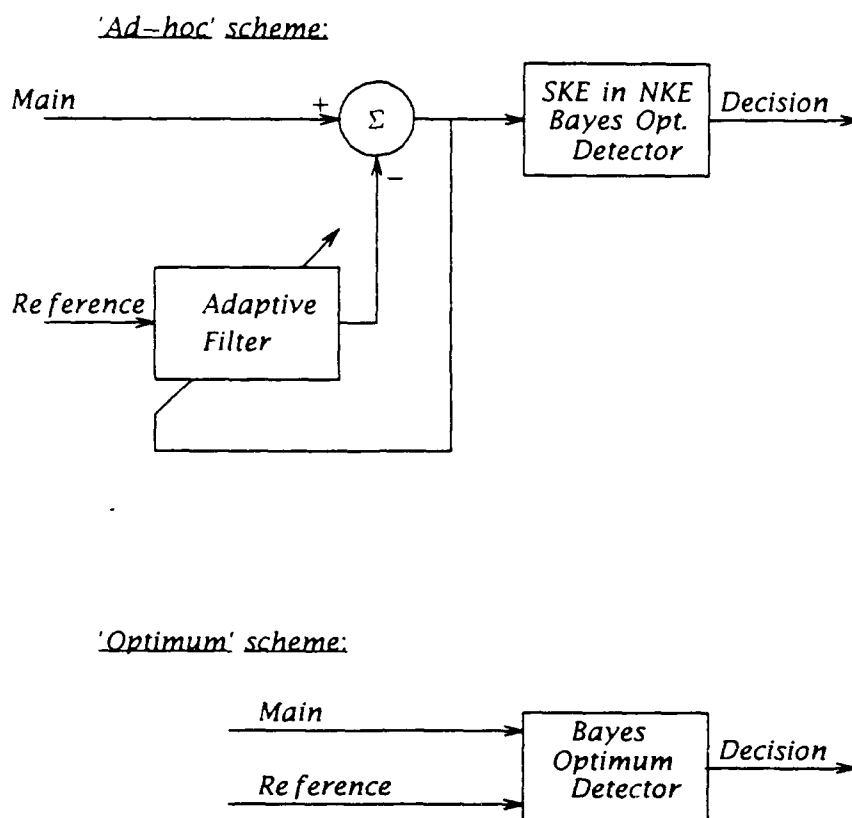 'Ad-hoc' scheme:
Main
+
Σ
−
SKE in NKE
Bayes Opt.
Detector
Decision
Reference
Adaptive
Filter
'Optimum' scheme:
Main
Reference
Bayes
Optimum
Detector
Decision